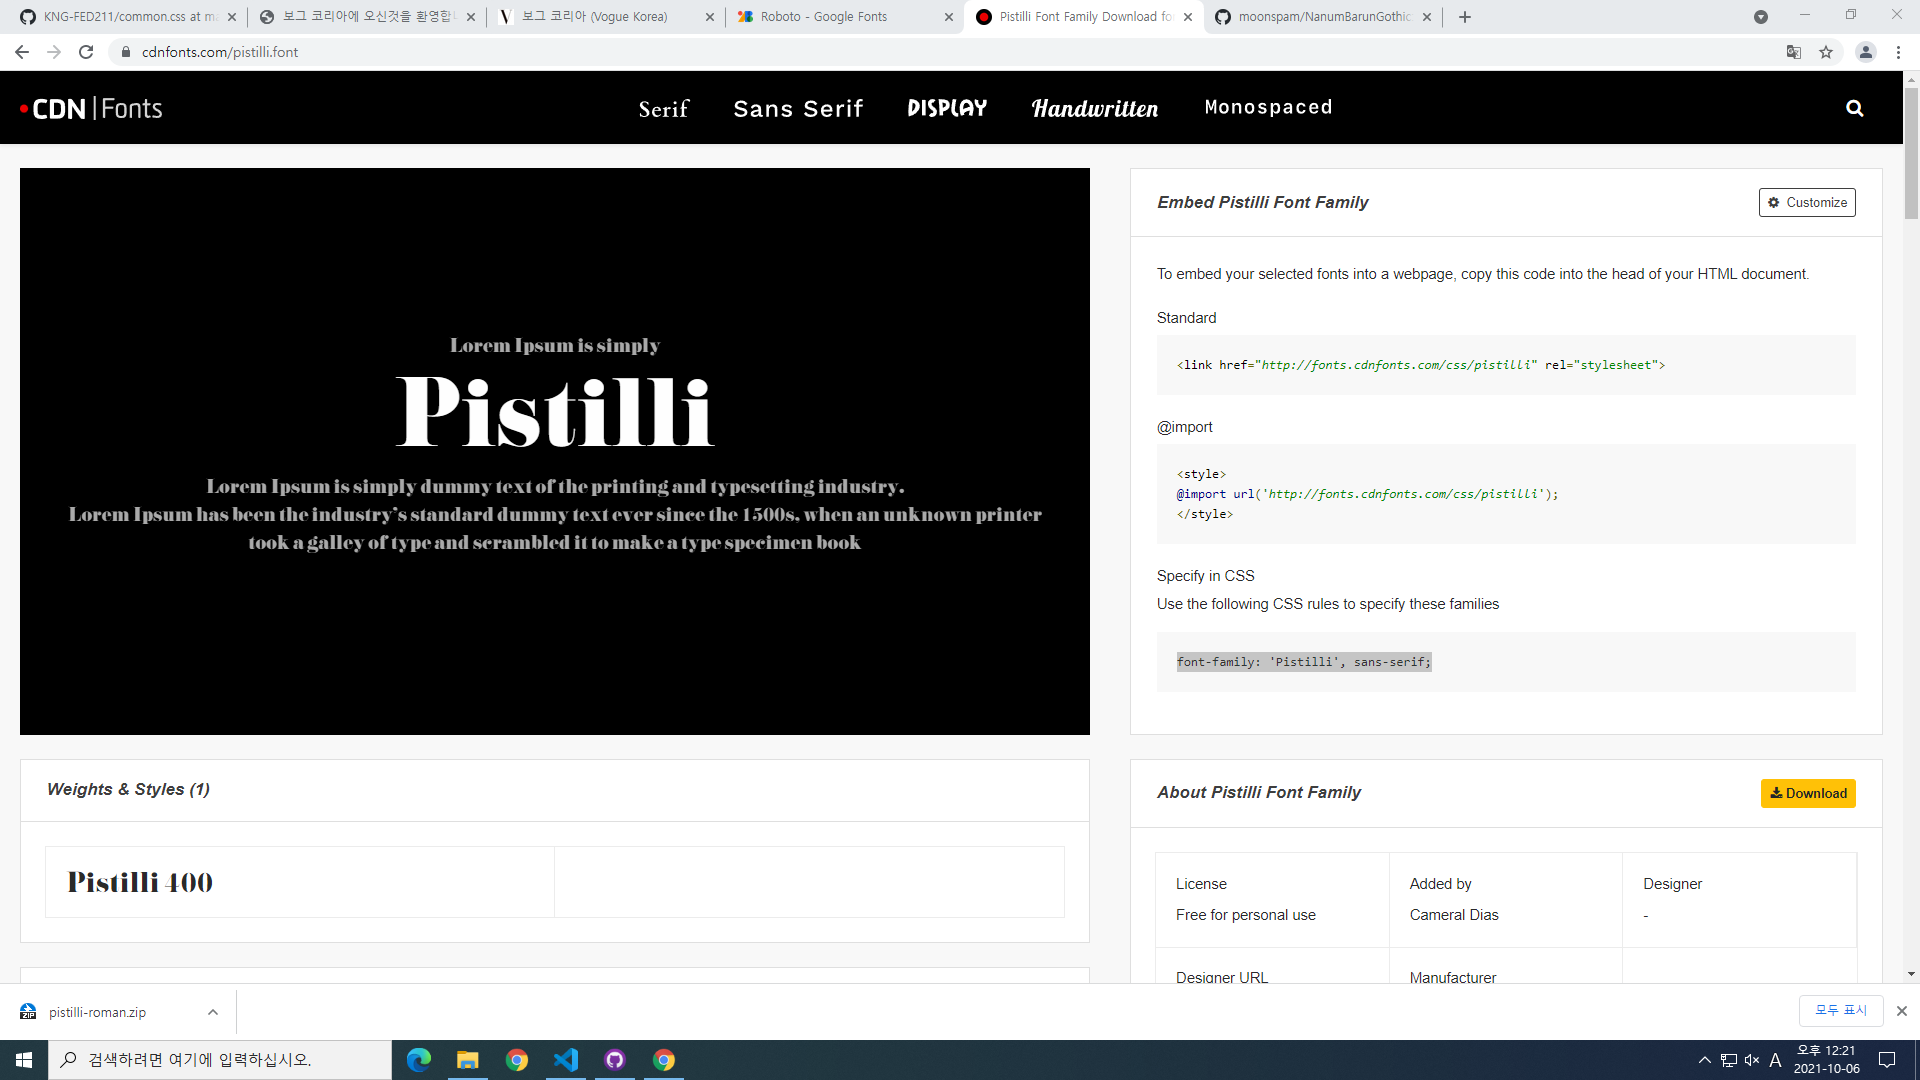 KNG-FED211/common.css at ma
보그 코리아에 오신것을 환영합니
보그 코리아 (Vogue Korea)
Roboto - Google Fonts
Pistilli Font Family Download fo
moonspam/NanumBarunGothic
cdnfonts.com/pistilli.font
CDN Fonts
Serif
Sans Serif
DISPLAY
Handwritten
Monospaced
Lorem Ipsum is simply
Pistilli
Lorem Ipsum is simply dummy text of the printing and typesetting industry.
Lorem Ipsum has been the industry's standard dummy text ever since the 1500s, when an unknown printer
took a galley of type and scrambled it to make a type specimen book
Embed Pistilli Font Family
Customize
To embed your selected fonts into a webpage, copy this code into the head of your HTML document.
Standard
<link href="http://fonts.cdnfonts.com/css/pistilli" rel="stylesheet">
@import
<style>
@import url('http://fonts.cdnfonts.com/css/pistilli');
</style>
Specify in CSS
Use the following CSS rules to specify these families
font-family: 'Pistilli', sans-serif;
Weights & Styles (1)
Pistilli 400
About Pistilli Font Family
Download
License
Free for personal use
Added by
Cameral Dias
Designer
-
Designer URL
Manufacturer
pistilli-roman.zip
모두 표시
검색하려면 여기에 입력하십시오.
A
오후 12:21
2021-10-06